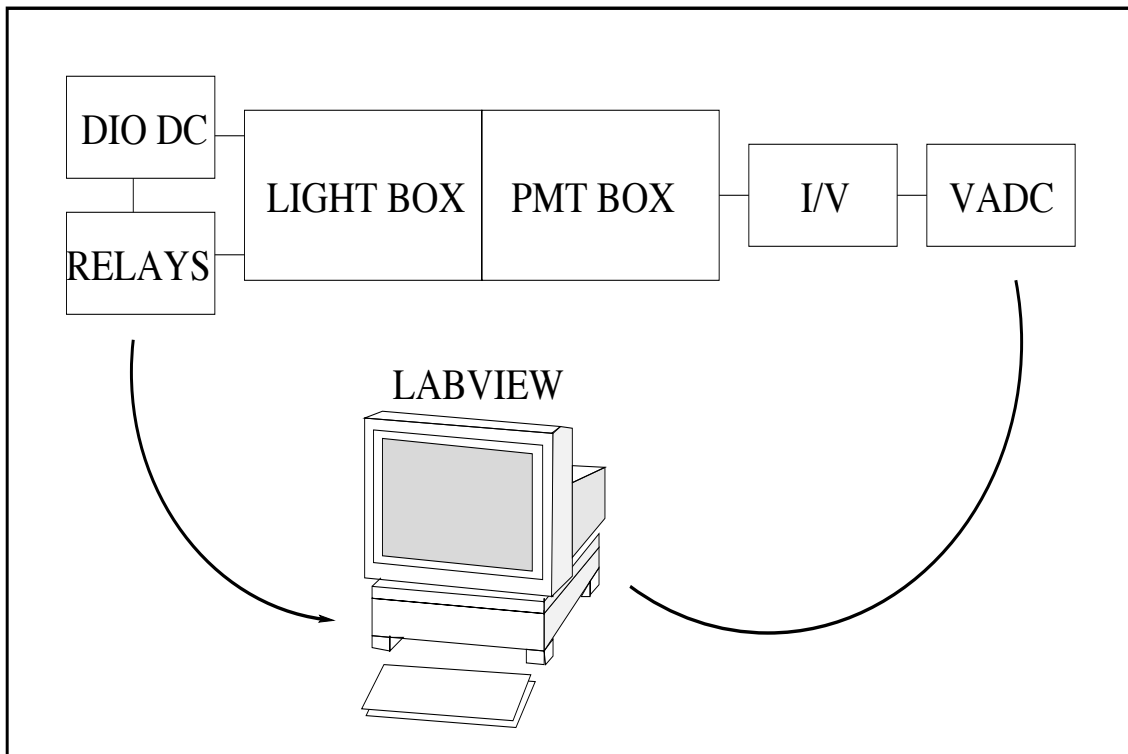 DIO DC
RELAYS
LIGHT BOX
PMT BOX
I/V
VADC
LABVIEW